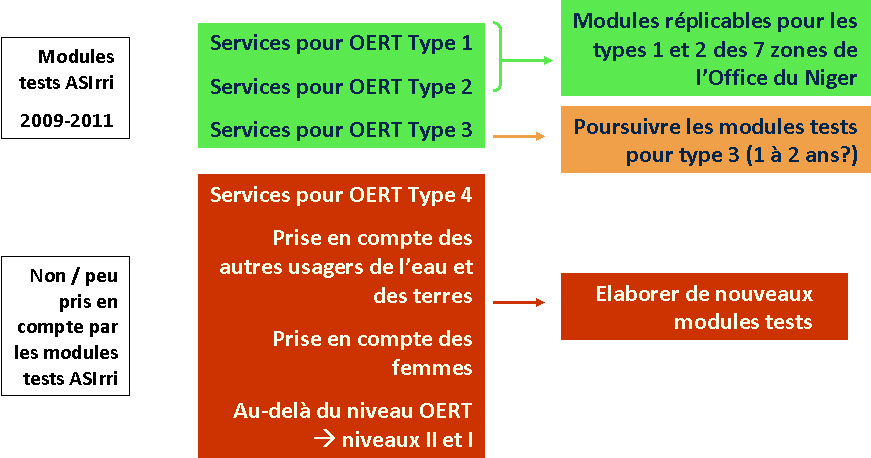 Modules
tests ASIrri
2009-2011
Services pour OERT Type 1
Services pour OERT Type 2
Services pour OERT Type 3
Modules réplicables pour les
types 1 et 2 des 7 zones de
l’Office du Niger
Poursuivre les modules tests
pour type 3 (1 à 2 ans?)
Non / peu
pris en
compte par
les modules
tests ASIrri
Services pour OERT Type 4
Prise en compte des
autres usagers de l’eau et
des terres
Prise en compte des
femmes
Au-delà du niveau OERT
→ niveaux II et I
Elaborer de nouveaux
modules tests